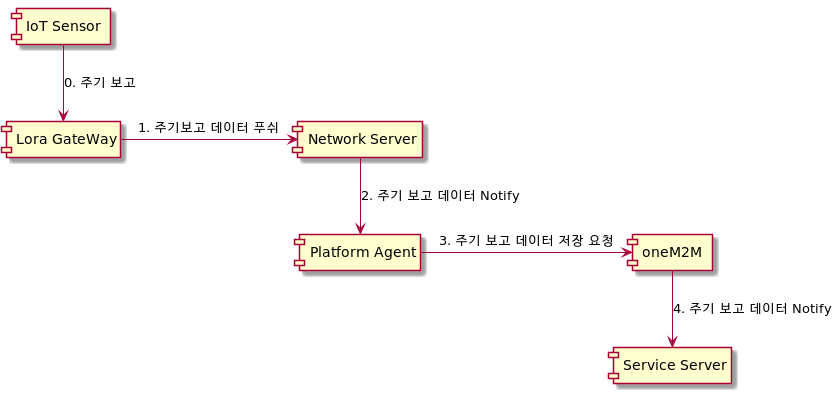 IoT Sensor
0. 주기 보고
Lora GateWay
1. 주기보고 데이터 푸쉬
Network Server
2. 주기 보고 데이터 Notify
Platform Agent
3. 주기 보고 데이터 저장 요청
oneM2M
4. 주기 보고 데이터 Notify
Service Server